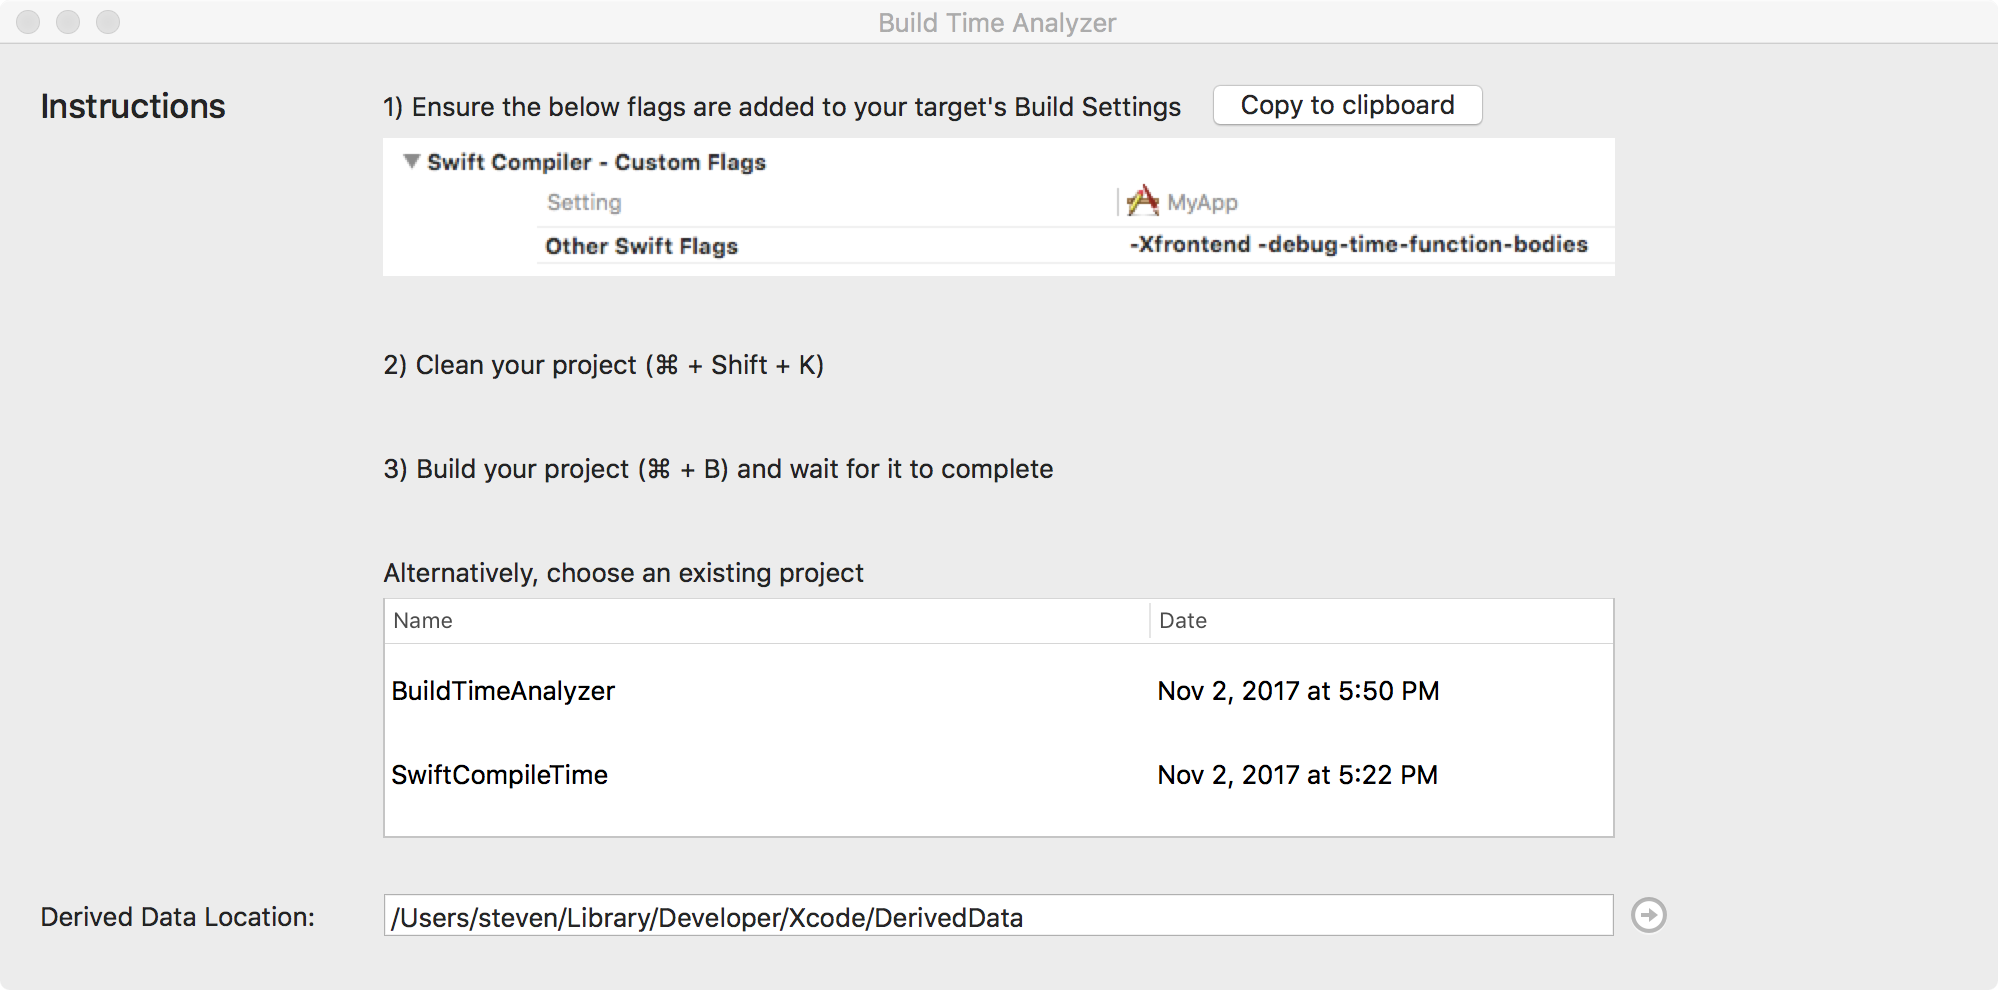 Build Time Analyzer
Instructions
1) Ensure the below flags are added to your target's Build Settings
Copy to clipboard
Swift Compiler - Custom Flags
Setting
MyApp
Other Swift Flags
-Xfrontend -debug-time-function-bodies
2) Clean your project (⌘ + Shift + K)
3) Build your project (⌘ + B) and wait for it to complete
Alternatively, choose an existing project
Name
Date
BuildTimeAnalyzer
Nov 2, 2017 at 5:50 PM
SwiftCompileTime
Nov 2, 2017 at 5:22 PM
Derived Data Location:
/Users/steven/Library/Developer/Xcode/DerivedData